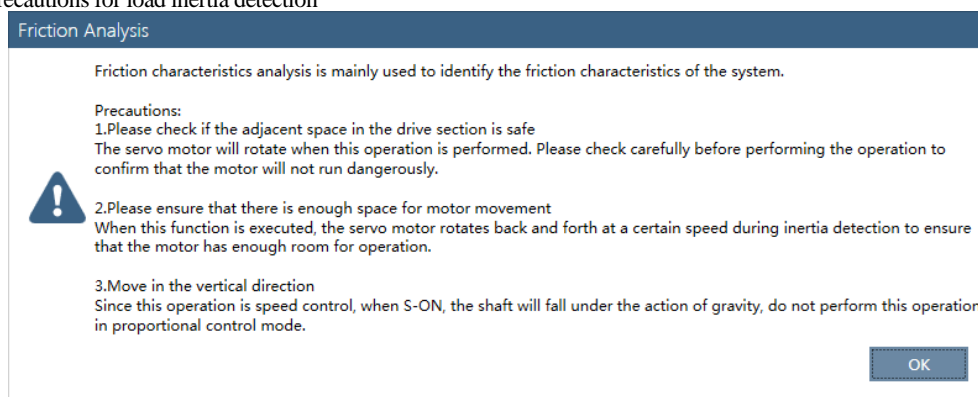 recautions for load inertia detection
Friction Analysis
Friction characteristics analysis is mainly used to identify the friction characteristics of the system.
Precautions:
1.Please check if the adjacent space in the drive section is safe
The servo motor will rotate when this operation is performed. Please check carefully before performing the operation to
confirm that the motor will not run dangerously.
2.Please ensure that there is enough space for motor movement
When this function is executed, the servo motor rotates back and forth at a certain speed during inertia detection to ensure
that the motor has enough room for operation.
3.Move in the vertical direction
Since this operation is speed control, when S-ON, the shaft will fall under the action of gravity, do not perform this operation
in proportional control mode.
OK